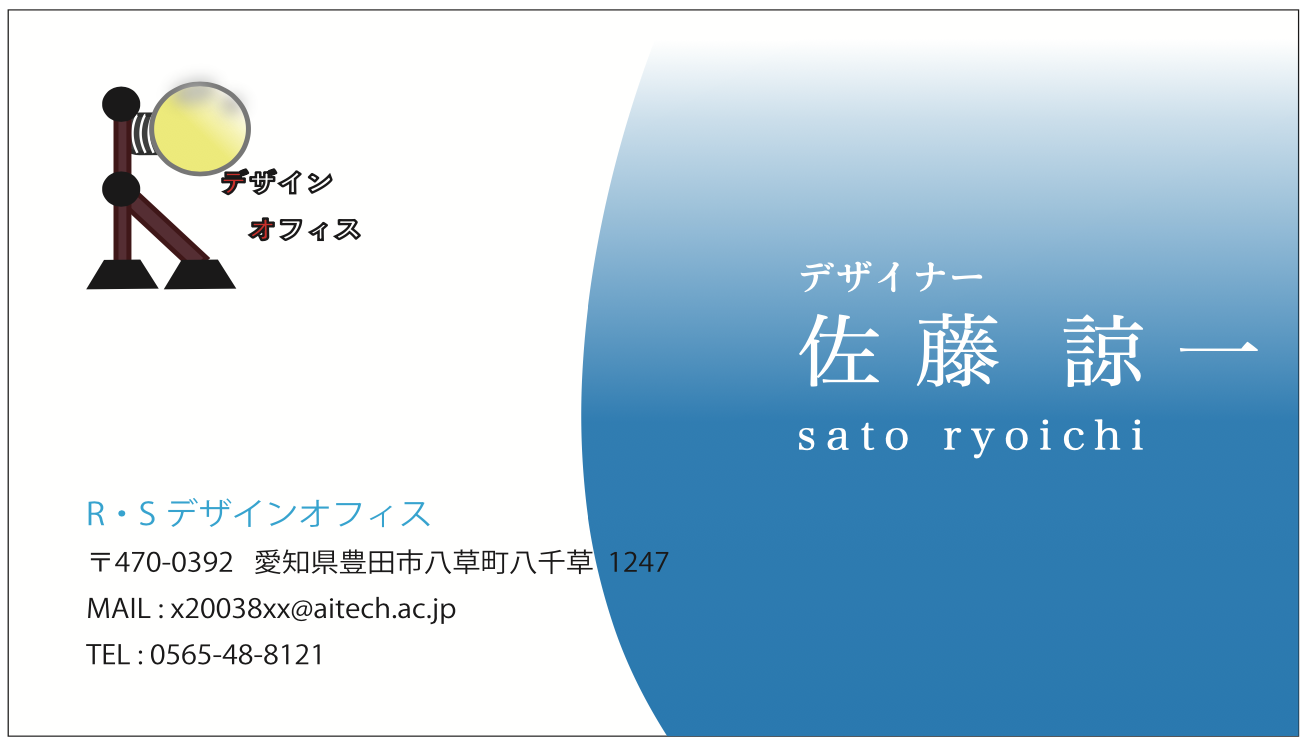 デザイン
オフィス
デザイナー
佐藤 諒一
sato ryoichi
R・S デザインオフィス
〒470-0392 愛知県豊田市八草町八千草 1247
MAIL : x20038xx@aitech.ac.jp
TEL : 0565-48-8121